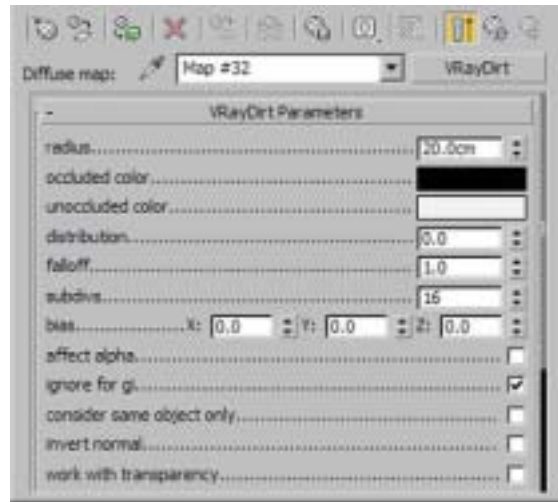 Diffuse map: Map #32 VRayDirt
- VRayDirt Parameters
radius 20.0cm
occluded color
unoccluded color
distribution 0.0
falloff 1.0
subdivs 16
bias X: 0.0 Y: 0.0 Z: 0.0
affect alpha
ignore for gi
consider same object only
invert normal
work with transparency